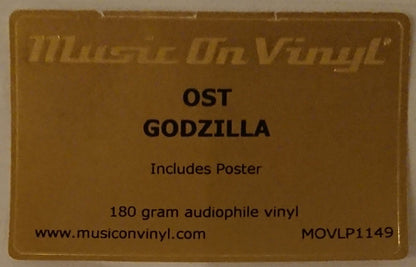 Music On Vinyl
OST
GODZILLA
Includes Poster
180 gram audiophile vinyl
www.musiconvinyl.com MOVLP1149